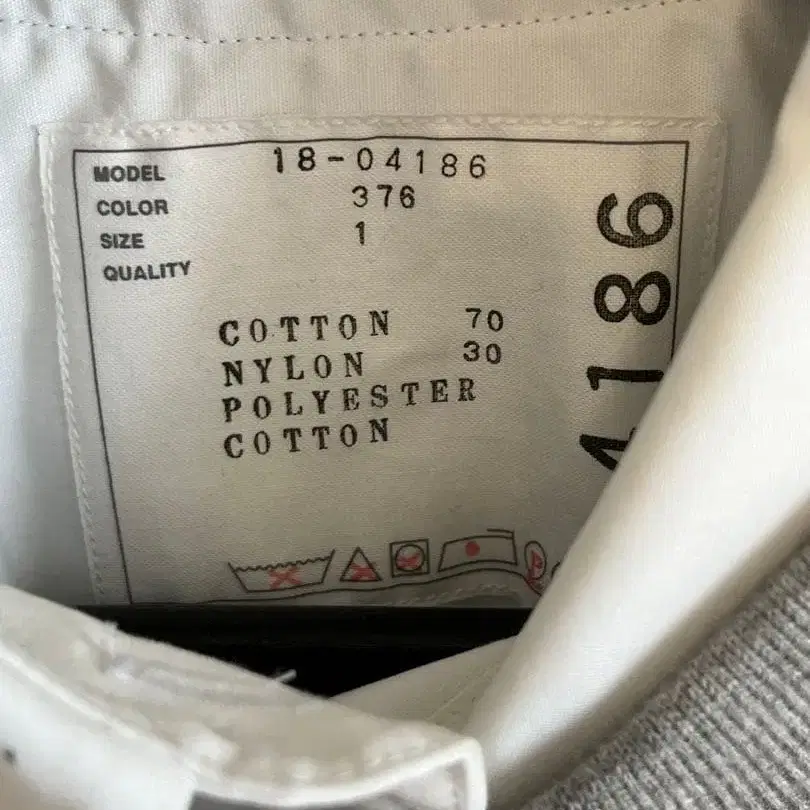 MODEL 18-04186
COLOR 376
SIZE 1
QUALITY
COTTON 70
NYLON 30
POLYESTER
COTTON
4186
P